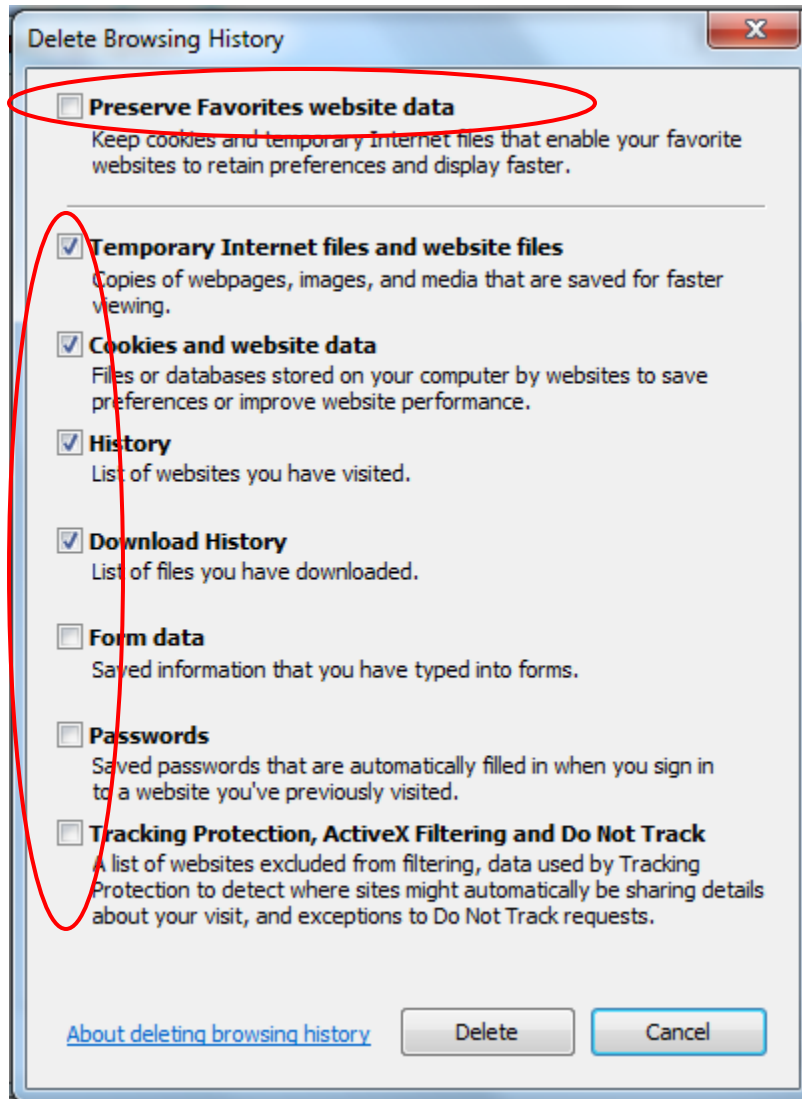 Delete Browsing History
Preserve Favorites website data
Keep cookies and temporary Internet files that enable your favorite
websites to retain preferences and display faster.
Temporary Internet files and website files
Copies of webpages, images, and media that are saved for faster
viewing.
Cookies and website data
Files or databases stored on your computer by websites to save
preferences or improve website performance.
History
List of websites you have visited.
Download History
List of files you have downloaded.
Form data
Saved information that you have typed into forms.
Passwords
Saved passwords that are automatically filled in when you sign in
to a website you've previously visited.
Tracking Protection, ActiveX Filtering and Do Not Track
A list of websites excluded from filtering, data used by Tracking
Protection to detect where sites might automatically be sharing details
about your visit, and exceptions to Do Not Track requests.
About deleting browsing history Delete Cancel